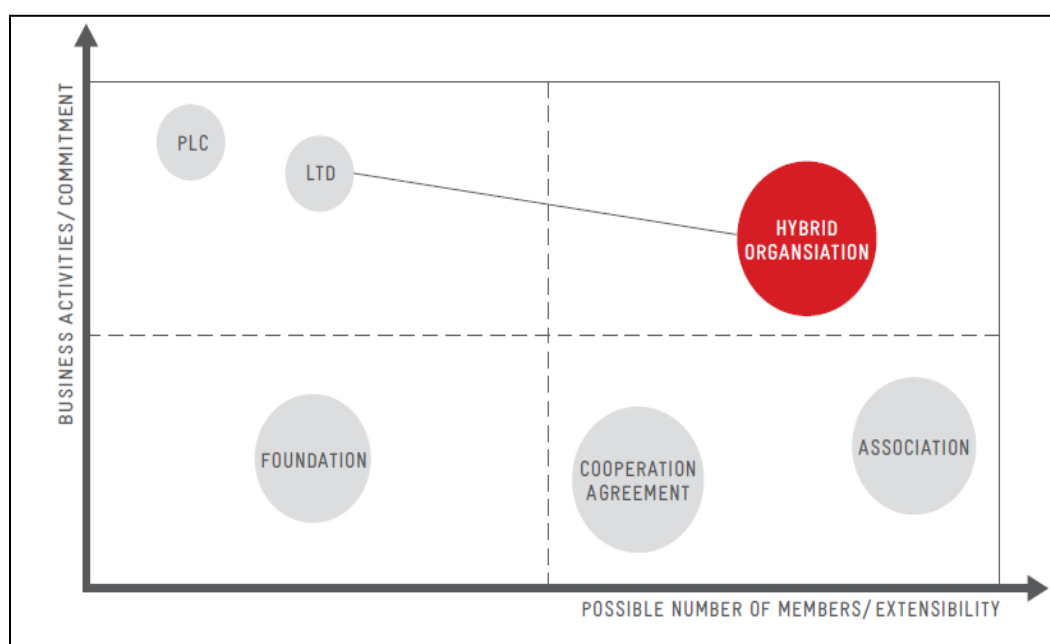 BUSINESS ACTIVITIES/COMMITMENT
PLC
LTD
HYBRID
ORGANSIATION
FOUNDATION
COOPERATION
AGREEMENT
ASSOCIATION
POSSIBLE NUMBER OF MEMBERS/EXTENSIBILITY